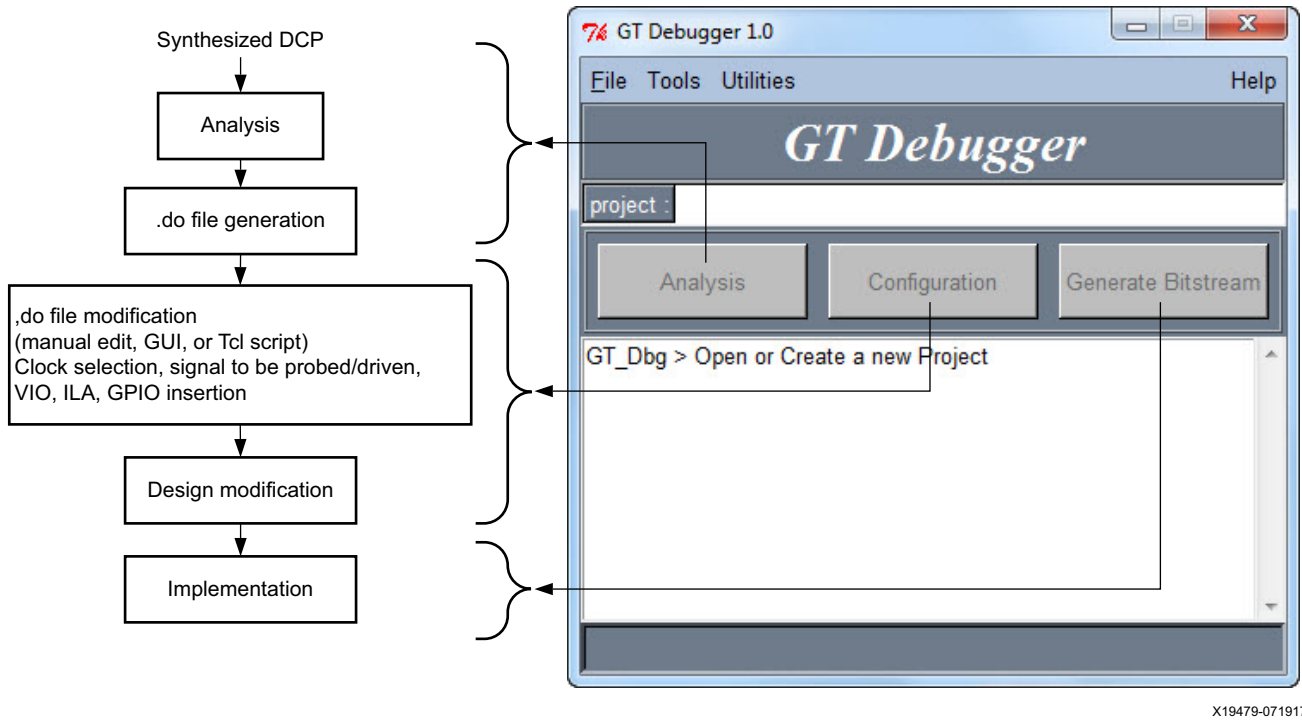 Synthesized DCP
Analysis
.do file generation
,do file modification
(manual edit, GUI, or Tcl script)
Clock selection, signal to be probed/driven,
VIO, ILA, GPIO insertion
Design modification
Implementation
GT Debugger 1.0
File Tools Utilities Help
GT Debugger
project :
Analysis Configuration Generate Bitstream
GT_Dbg > Open or Create a new Project
X19479-071917